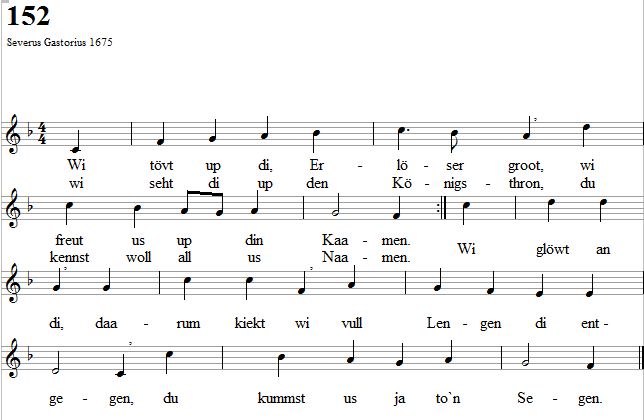 152
Severus Gastorius 1675
4
4
Wi tövt up di, Er - lö - ser groot, wi
wi seht di up den Kö - nigs - thron, du
freut us up din Kaa - men.
kennst woll all us Naa - men.
Wi glöwt an
di, daa - rum kiekt wi vull Len - gen di ent -
ge - gen, du kummst us ja to`n Se - gen.